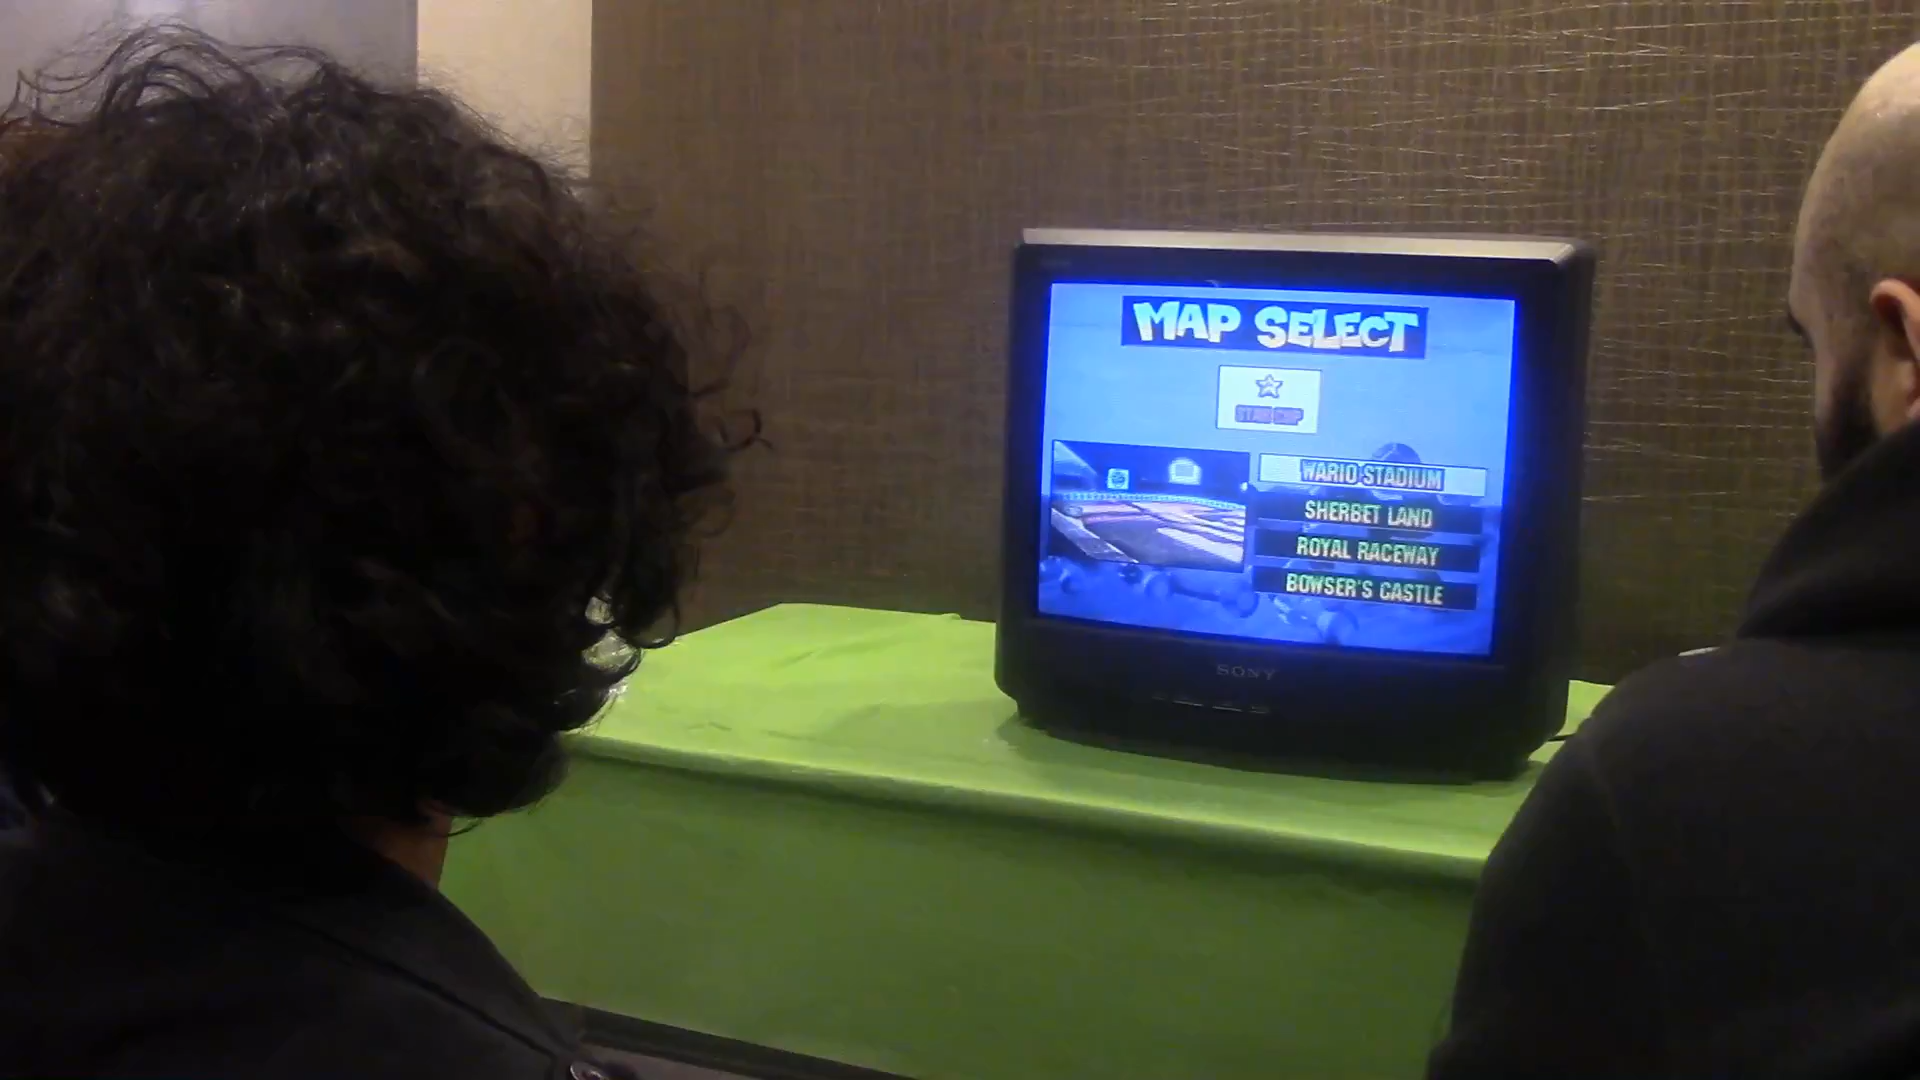 MAP SELECT
STAR CUP
WARIO STADIUM
SHERBET LAND
ROYAL RACEWAY
BOWSER'S CASTLE
SONY